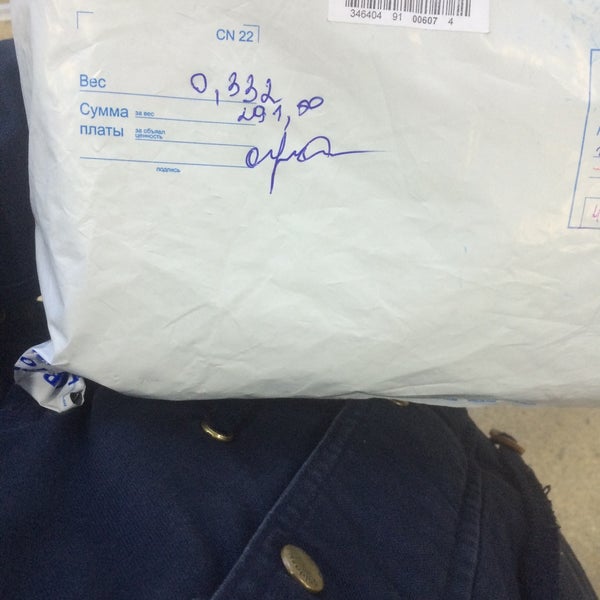 346404 91 00607 4
CN 22
Вес 0,332
Сумма за вес 291,00
платы за объявл. ценность
подпись